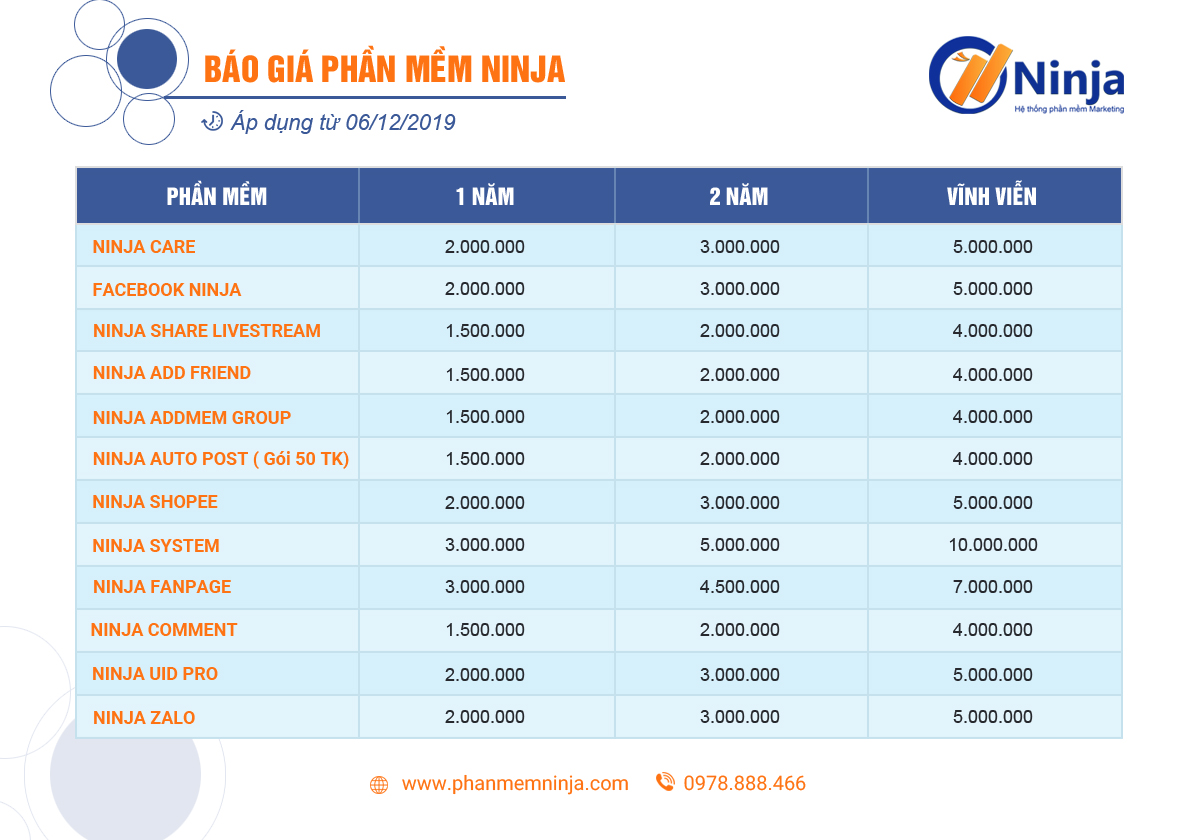 BÁO GIÁ PHẦN MỀM NINJA
Áp dụng từ 06/12/2019
Ninja
Hệ thống phần mềm Marketing
PHẦN MỀM 1 NĂM 2 NĂM VĨNH VIỄN
NINJA CARE 2.000.000 3.000.000 5.000.000
FACEBOOK NINJA 2.000.000 3.000.000 5.000.000
NINJA SHARE LIVESTREAM 1.500.000 2.000.000 4.000.000
NINJA ADD FRIEND 1.500.000 2.000.000 4.000.000
NINJA ADDMEM GROUP 1.500.000 2.000.000 4.000.000
NINJA AUTO POST ( Gói 50 TK) 1.500.000 2.000.000 4.000.000
NINJA SHOPEE 2.000.000 3.000.000 5.000.000
NINJA SYSTEM 3.000.000 5.000.000 10.000.000
NINJA FANPAGE 3.000.000 4.500.000 7.000.000
NINJA COMMENT 1.500.000 2.000.000 4.000.000
NINJA UID PRO 2.000.000 3.000.000 5.000.000
NINJA ZALO 2.000.000 3.000.000 5.000.000
www.phanmemninja.com 0978.888.466